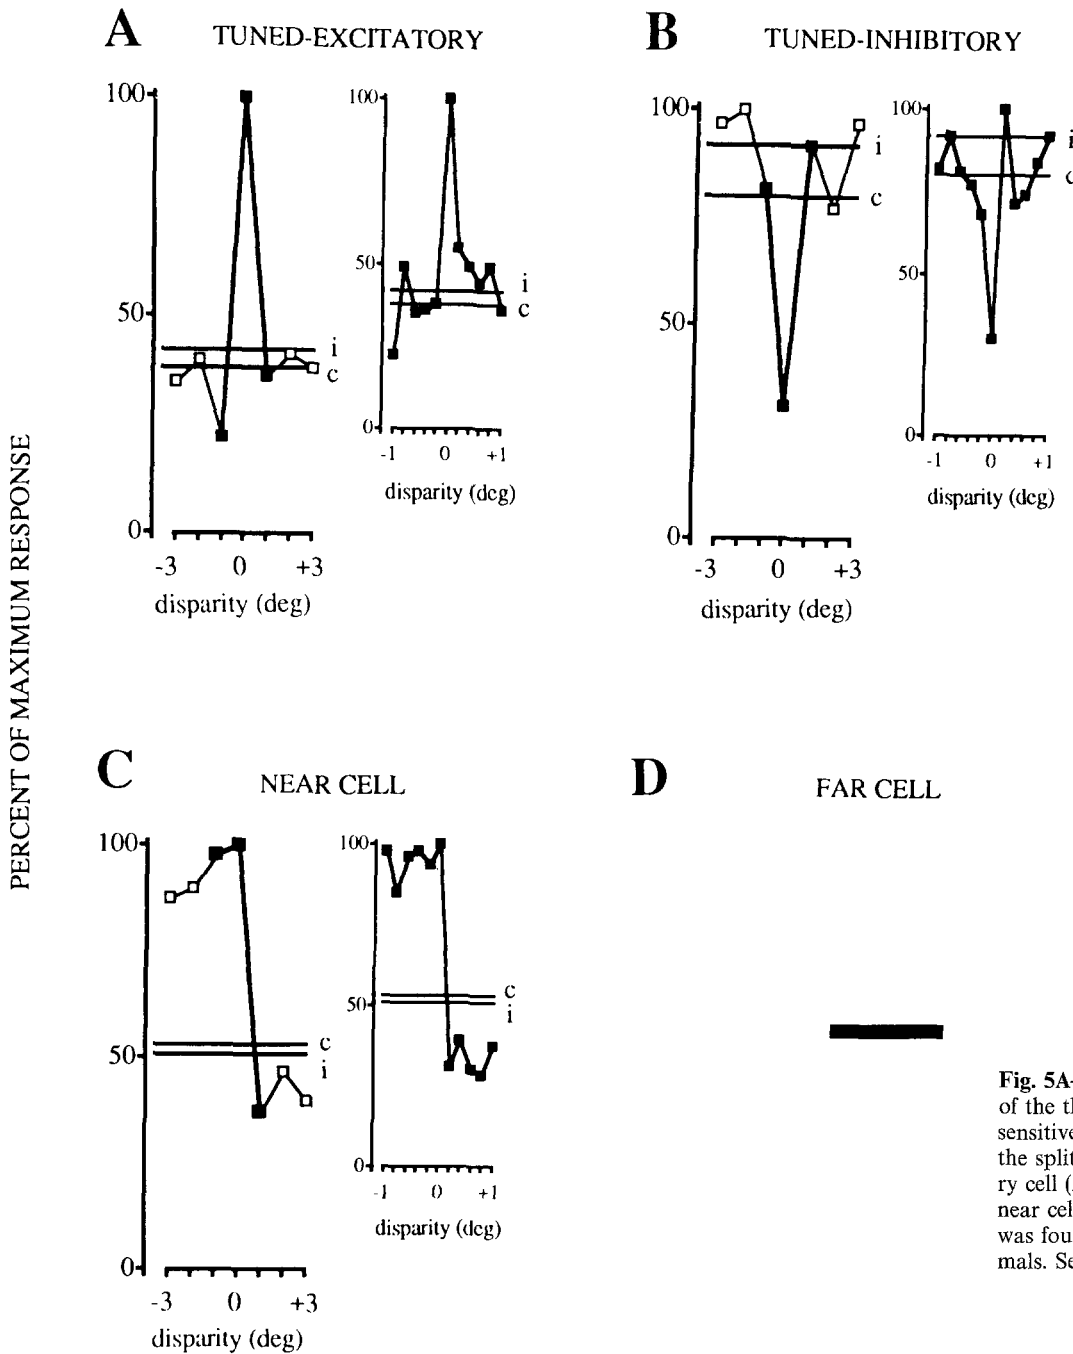 PERCENT OF MAXIMUM RESPONSE
A
TUNED-EXCITATORY
100
50
0
-3 0 +3
disparity (deg)
i
c
100
50
0
-1 0 +1
disparity (deg)
i
c
B
TUNED-INHIBITORY
100
50
0
-3 0 +3
disparity (deg)
i
c
100
50
0
-1 0 +1
disparity (deg)
i
c
C
NEAR CELL
100
50
0
-3 0 +3
disparity (deg)
c
i
100
50
0
-1 0 +1
disparity (deg)
c
i
D
FAR CELL
Fig. 5A-
of the th
sensitive
the split
ry cell (
near cel
was fou
mals. Se